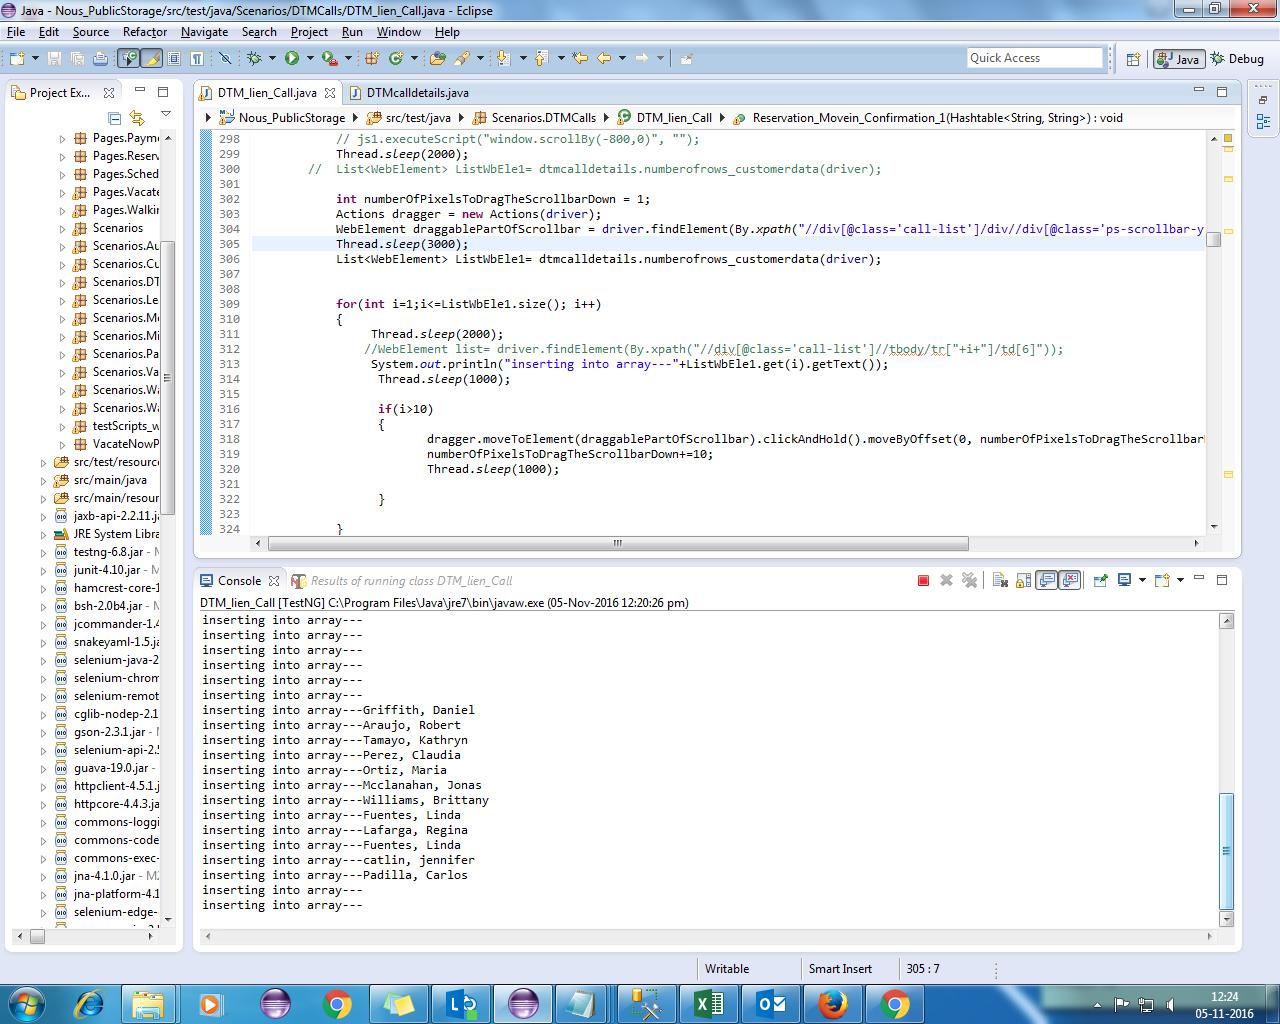 Java - Nous_PublicStorage/src/test/java/Scenarios/DTMCalls/DTM_lien_Call.java - Eclipse
File Edit Source Refactor Navigate Search Project Run Window Help
Quick Access
Java
Debug
Project Ex...
DTM_lien_Call.java
DTMcalldetails.java
Nous_PublicStorage
src/test/java
Scenarios.DTMCalls
DTM_lien_Call
Reservation_Movein_Confirmation_1(Hashtable<String, String>) : void
Pages.Paym
Pages.Reser
Pages.Sched
Pages.Vacate
Pages.Walki
Scenarios
Scenarios.Au
Scenarios.Cu
Scenarios.DT
Scenarios.Le
Scenarios.Mo
Scenarios.Mi
Scenarios.Pa
Scenarios.Va
Scenarios.Wa
Scenarios.Wa
testScripts_w
VacateNowP
src/test/resourc
src/main/java
src/main/resour
jaxb-api-2.2.11.ja
JRE System Libra
testng-6.8.jar - M
junit-4.10.jar - M
hamcrest-core-1
bsh-2.0b4.jar - M
jcommander-1.4
snakeyaml-1.5.ja
selenium-java-2
selenium-chrom
selenium-remot
cglib-nodep-2.1
gson-2.3.1.jar -
selenium-api-2.5
guava-19.0.jar -
httpclient-4.5.1.j
httpcore-4.4.3.ja
commons-loggi
commons-code
commons-exec-
jna-4.1.0.jar - M2
jna-platform-4.1
selenium-edge-
298 // js1.executeScript("window.scrollBy(-800,0)", "");
299 Thread.sleep(2000);
300 // List<WebElement> ListWbEle1= dtmcalldetails.numberofrows_customerdata(driver);
301
302 int numberOfPixelsToDragTheScrollbarDown = 1;
303 Actions dragger = new Actions(driver);
304 WebElement draggablePartOfScrollbar = driver.findElement(By.xpath("//div[@class='call-list']/div//div[@class='ps-scrollbar-y
305 Thread.sleep(3000);
306 List<WebElement> ListWbEle1= dtmcalldetails.numberofrows_customerdata(driver);
307
308
309 for(int i=1;i<=ListWbEle1.size(); i++)
310 {
311 Thread.sleep(2000);
312 //WebElement list= driver.findElement(By.xpath("//div[@class='call-list']//tbody/tr["+i+"]/td[6]"));
313 System.out.println("inserting into array---"+ListWbEle1.get(i).getText());
314 Thread.sleep(1000);
315
316 if(i>10)
317 {
318 dragger.moveToElement(draggablePartOfScrollbar).clickAndHold().moveByOffset(0, numberOfPixelsToDragTheScrollbar
319 numberOfPixelsToDragTheScrollbarDown+=10;
320 Thread.sleep(1000);
321
322 }
323
324 }
Console
Results of running class DTM_lien_Call
DTM_lien_Call [TestNG] C:\Program Files\Java\jre7\bin\javaw.exe (05-Nov-2016 12:20:26 pm)
inserting into array---
inserting into array---
inserting into array---
inserting into array---
inserting into array---
inserting into array---
inserting into array---Griffith, Daniel
inserting into array---Araujo, Robert
inserting into array---Tamayo, Kathryn
inserting into array---Perez, Claudia
inserting into array---Ortiz, Maria
inserting into array---Mcclanahan, Jonas
inserting into array---Williams, Brittany
inserting into array---Fuentes, Linda
inserting into array---Lafarga, Regina
inserting into array---Fuentes, Linda
inserting into array---catlin, jennifer
inserting into array---Padilla, Carlos
inserting into array---
inserting into array---
Writable
Smart Insert
305 : 7
12:24
05-11-2016